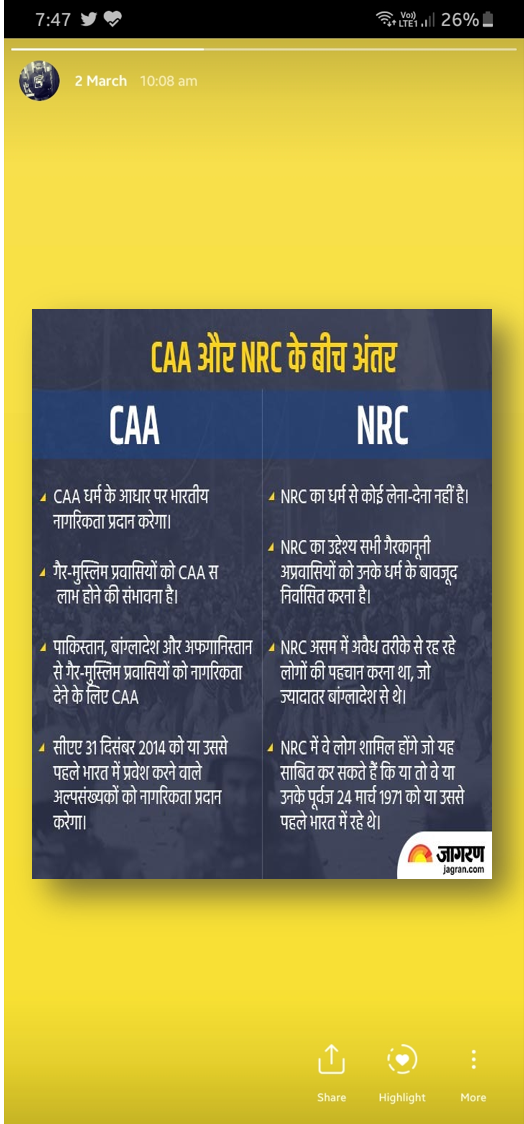 7:47
Vo)) LTE1 26%
2 March 10:08 am
CAA और NRC के बीच अंतर
CAA
CAA धर्म के आधार पर भारतीय
नागरिकता प्रदान करेगा।
गैर-मुस्लिम प्रवासियों को CAA स
लाभ होने की संभावना है।
पाकिस्तान, बांग्लादेश और अफगानिस्तान
से गैर-मुस्लिम प्रवासियों को नागरिकता
देने के लिए CAA
सीएए 31 दिसंबर 2014 को या उससे
पहले भारत में प्रवेश करने वाले
अल्पसंख्यकों को नागरिकता प्रदान
करेगा।
NRC
NRC का धर्म से कोई लेना-देना नहीं है।
NRC का उद्देश्य सभी गैरकानूनी
अप्रवासियों को उनके धर्म के बावजूद
निर्वासित करना है।
NRC असम में अवैध तरीके से रह रहे
लोगों की पहचान करना था, जो
ज्यादातर बांग्लादेश से थे।
NRC में वे लोग शामिल होंगे जो यह
साबित कर सकते हैं कि या तो वे या
उनके पूर्वज 24 मार्च 1971 को या उससे
पहले भारत में रहे थे।
जागरण
jagran.com
Share Highlight More